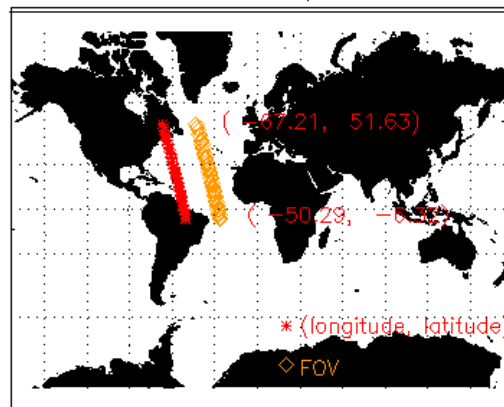 ( −67.21, 51.63)
( −50.29,
(longitude, latitude)
FOV